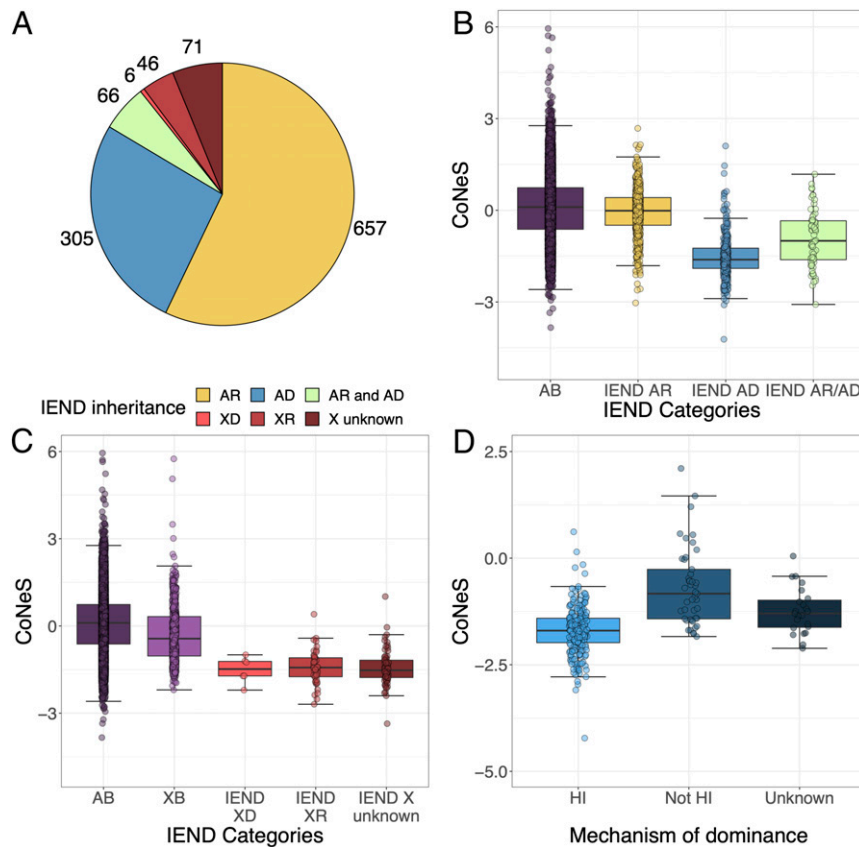 A
71
46
6
66
305
657
IEND inheritance
AR
AD
AR and AD
XD
XR
X unknown
B
6
3
0
−3
CoNeS
AB
IEND AR
IEND AD
IEND AR/AD
IEND Categories
C
6
3
0
−3
CoNeS
AB
XB
IEND XD
IEND XR
IEND X unknown
IEND Categories
D
2.5
0.0
−2.5
−5.0
CoNeS
HI
Not HI
Unknown
Mechanism of dominance